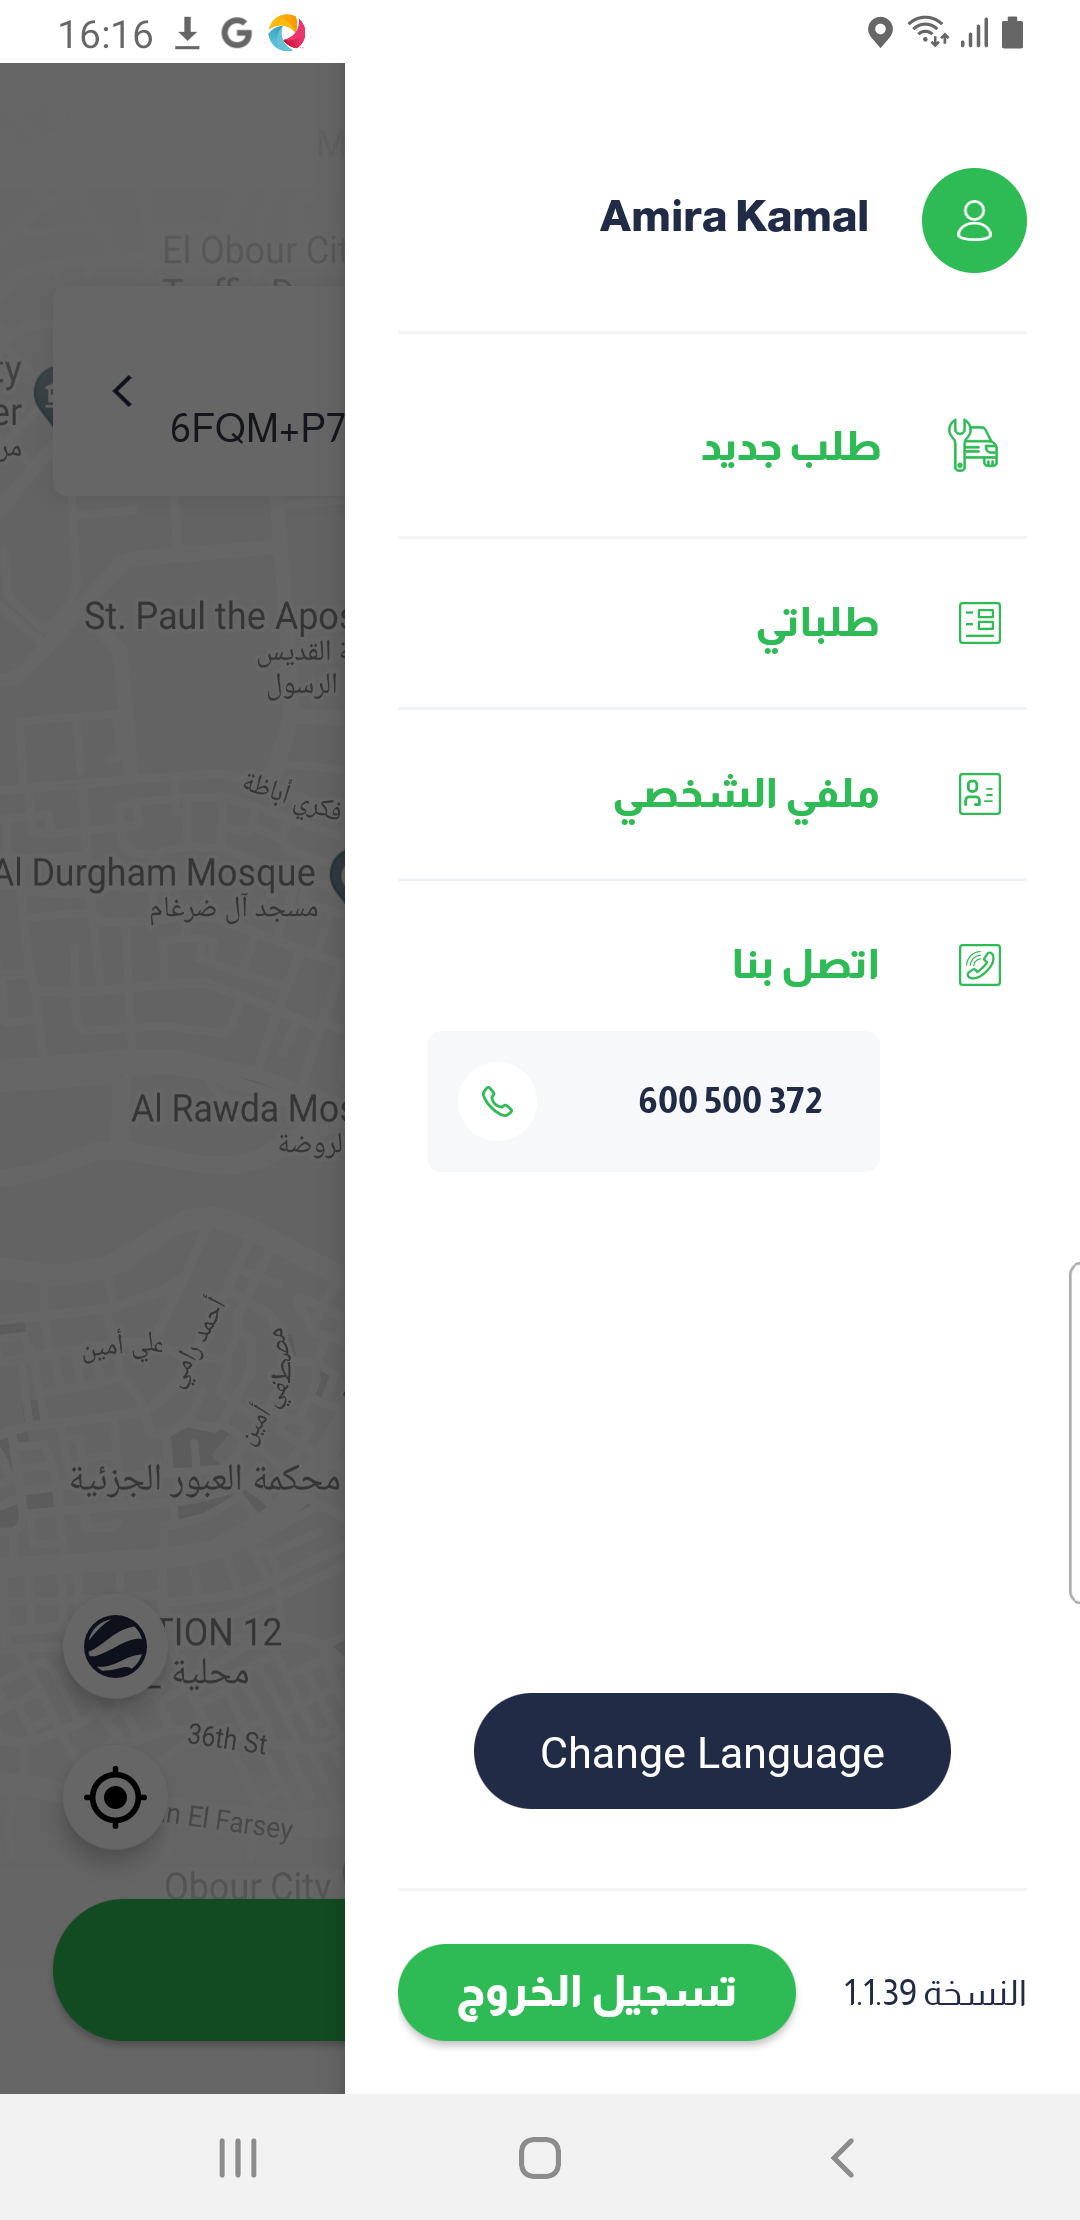 16:16
Amira Kamal
طلب جديد
طلباتي
ملفي الشخصي
اتصل بنا
600 500 372
Change Language
تسجيل الخروج
النسخة 1.1.39
El Obour Cit
6FQM+P7
St. Paul the Apos
القديس
الرسول
فكري أباظة
Al Durgham Mosque
مسجد آل ضرغام
Al Rawda Mos
لروضة
علي أمين
أحمد رامي
مصطفي أمين
محكمة العبور الجزئية
TION 12
محلية
36th St
n El Farsey
Obour City